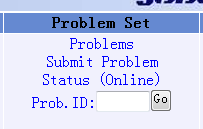 Problem Set
Problems
Submit Problem
Status (Online)
Prob.ID: Go